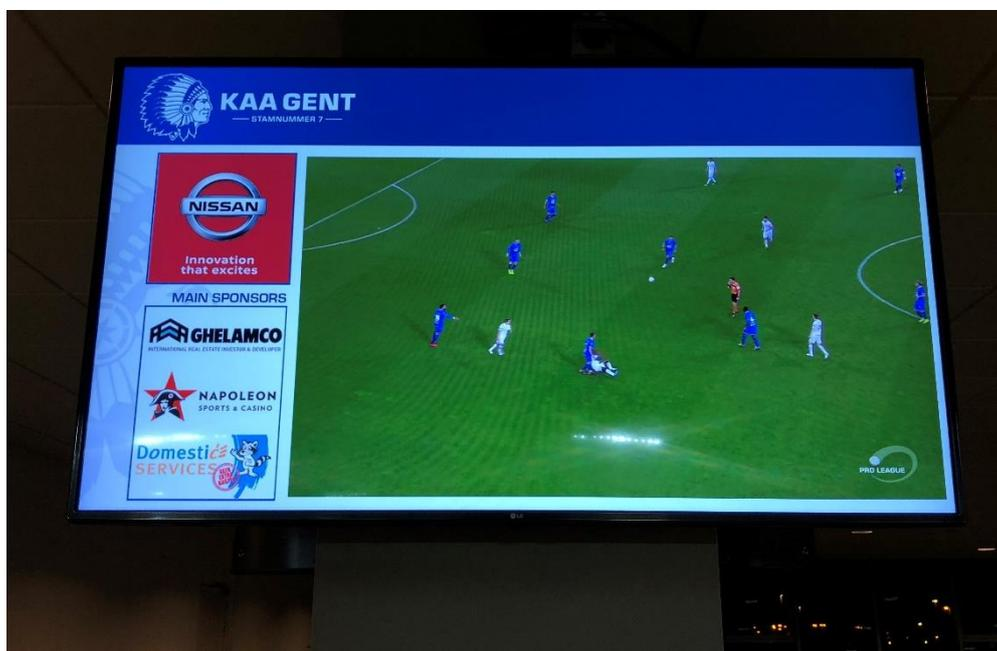 KAA GENT
STAMNUMMER 7
NISSAN
Innovation
that excites
MAIN SPONSORS
GHELAMCO
INTERNATIONAL REAL ESTATE INVESTOR & DEVELOPER
NAPOLEON
SPORTS & CASINO
Domestic
SERVICES
PRO LEAGUE
LG